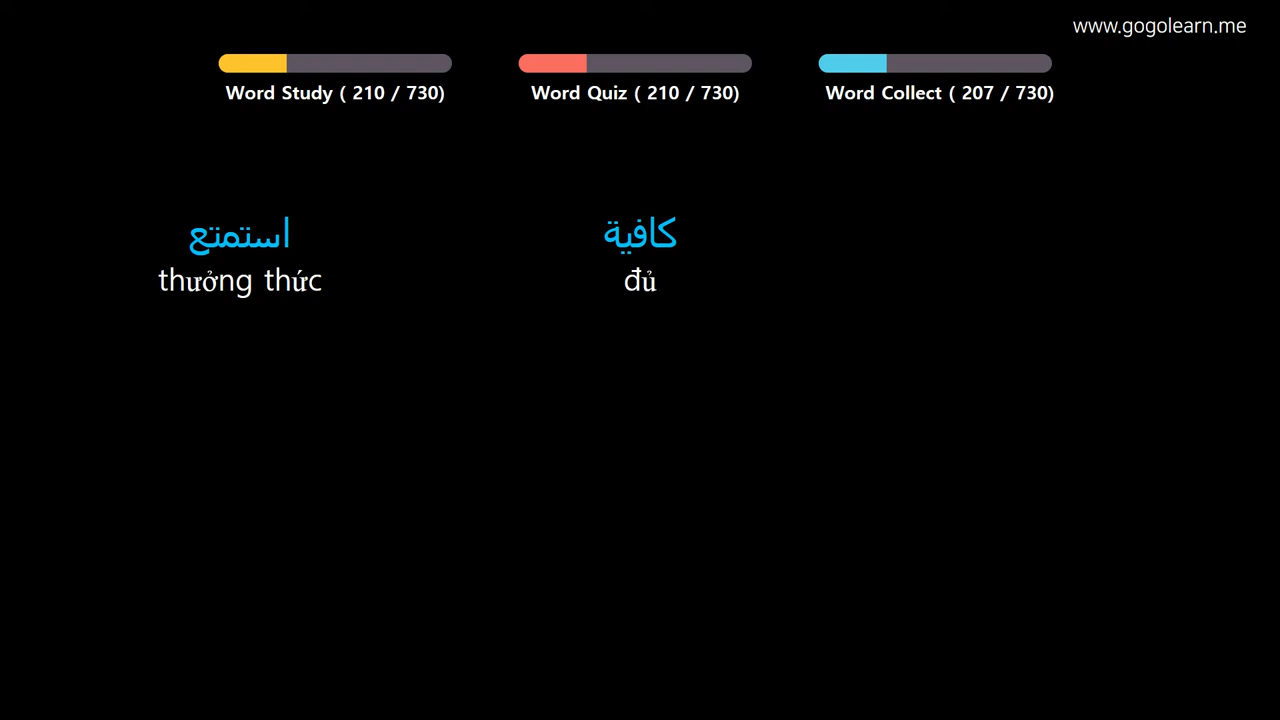 www.gogolearn.me
Word Study ( 210 / 730)
Word Quiz ( 210 / 730)
Word Collect ( 207 / 730)
استمتع
thưởng thức
كافية
đủ